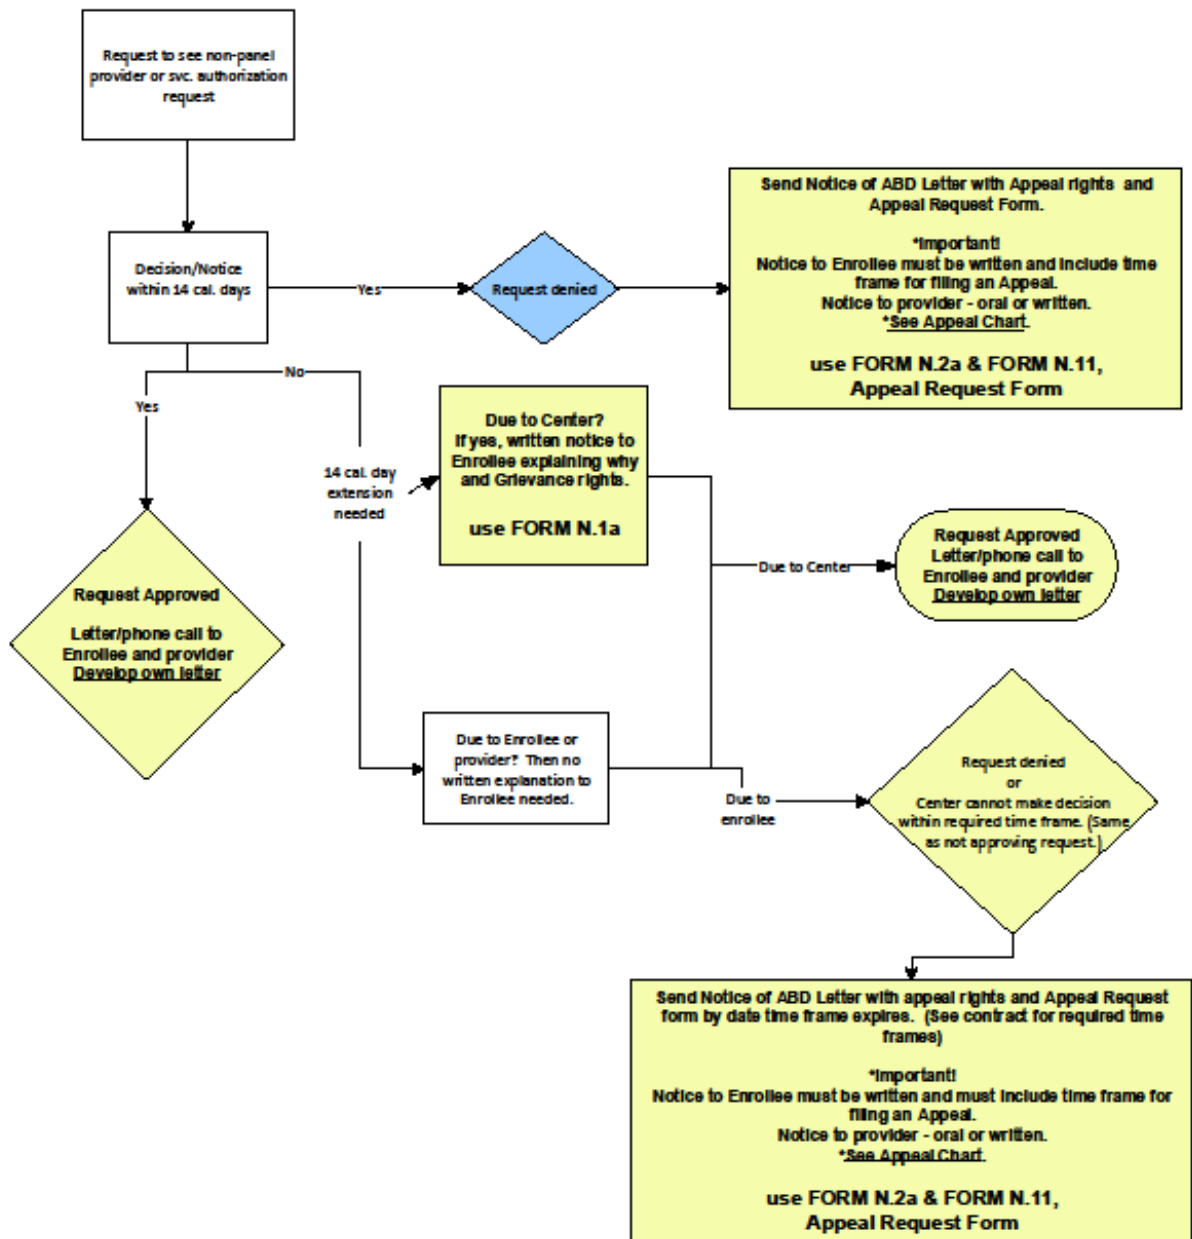 Request to see non-panel
provider or svc. authorization
request
Decision/Notice
within 14 cal. days
Yes
Request denied
Send Notice of ABD Letter with Appeal rights and
Appeal Request Form.
*Important!
Notice to Enrollee must be written and include time
frame for filing an Appeal.
Notice to provider - oral or written.
*See Appeal Chart.
use FORM N.2a & FORM N.11,
Appeal Request Form
No
Yes
14 cal. day
extension
needed
Due to Center?
If yes, written notice to
Enrollee explaining why
and Grievance rights.
use FORM N.1a
Due to Center
Request Approved
Letter/phone call to
Enrollee and provider
Develop own letter
Request Approved
Letter/phone call to
Enrollee and provider
Develop own letter
Due to Enrollee or
provider? Then no
written explanation to
Enrollee needed.
Due to
enrollee
Request denied
or
Center cannot make decision
within required time frame. (Same
as not approving request.)
Send Notice of ABD Letter with appeal rights and Appeal Request
form by date time frame expires. (See contract for required time
frames)
*Important!
Notice to Enrollee must be written and must include time frame for
filing an Appeal.
Notice to provider - oral or written.
*See Appeal Chart.
use FORM N.2a & FORM N.11,
Appeal Request Form